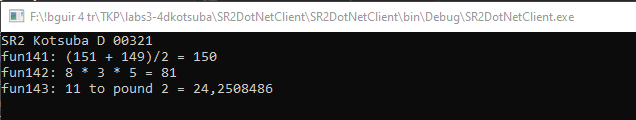 F:\!bguir 4 tr\TKP\labs3-4dkotsuba\SR2DotNetClient\SR2DotNetClient\bin\Debug\SR2DotNetClient.exe
SR2 Kotsuba D 00321
fun141: (151 + 149)/2 = 150
fun142: 8 * 3 * 5 = 81
fun143: 11 to pound 2 = 24,2508486